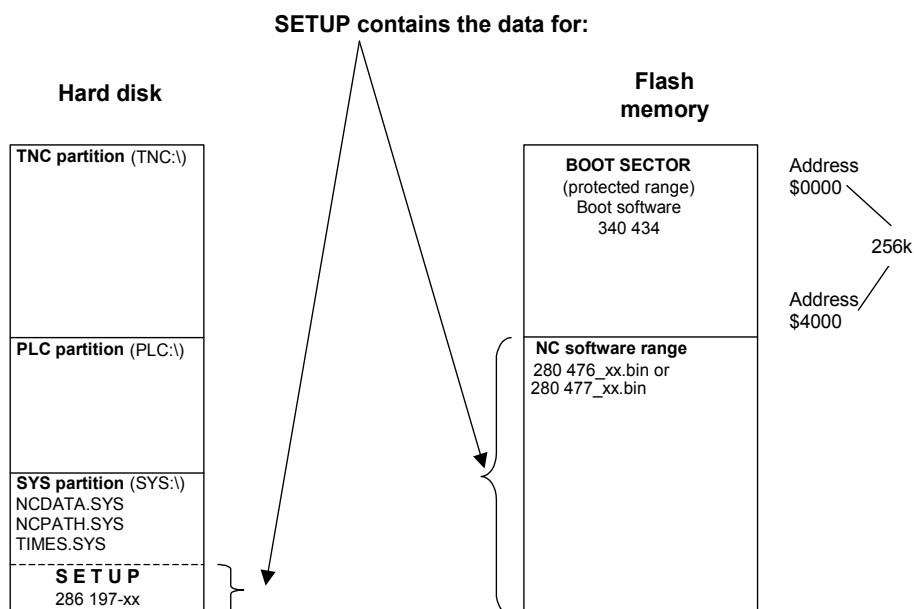 SETUP contains the data for:
Hard disk
Flash
memory
TNC partition (TNC:\)
PLC partition (PLC:\)
SYS partition (SYS:\)
NCDATA.SYS
NCPATH.SYS
TIMES.SYS
S E T U P
286 197-xx
BOOT SECTOR
(protected range)
Boot software
340 434
NC software range
280 476_xx.bin or
280 477_xx.bin
Address
$0000
256k
Address
$4000